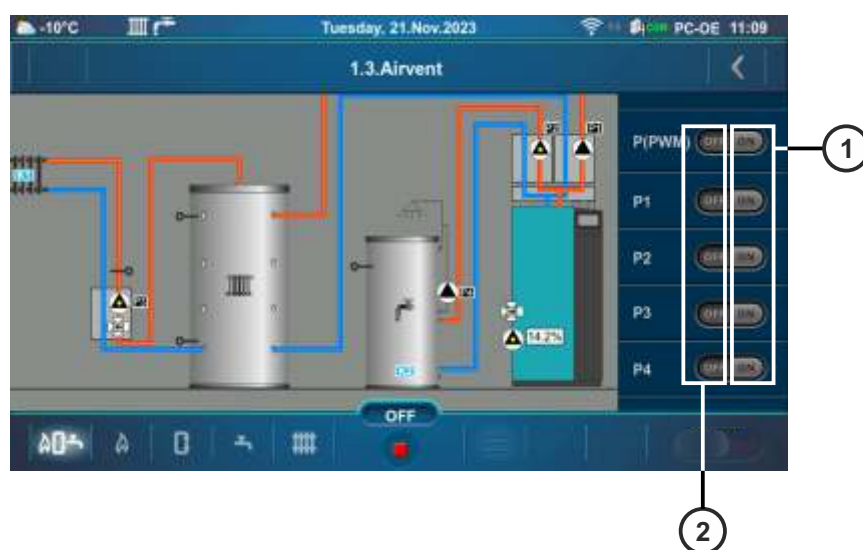 -10°C Tuesday, 21.Nov.2023 PC-OE 11:09
1.3.Airvent
P(PWM) OFF ON
1
P1 OFF ON
P2 OFF ON
P3 OFF ON
14.2%
P4 OFF ON
OFF
2